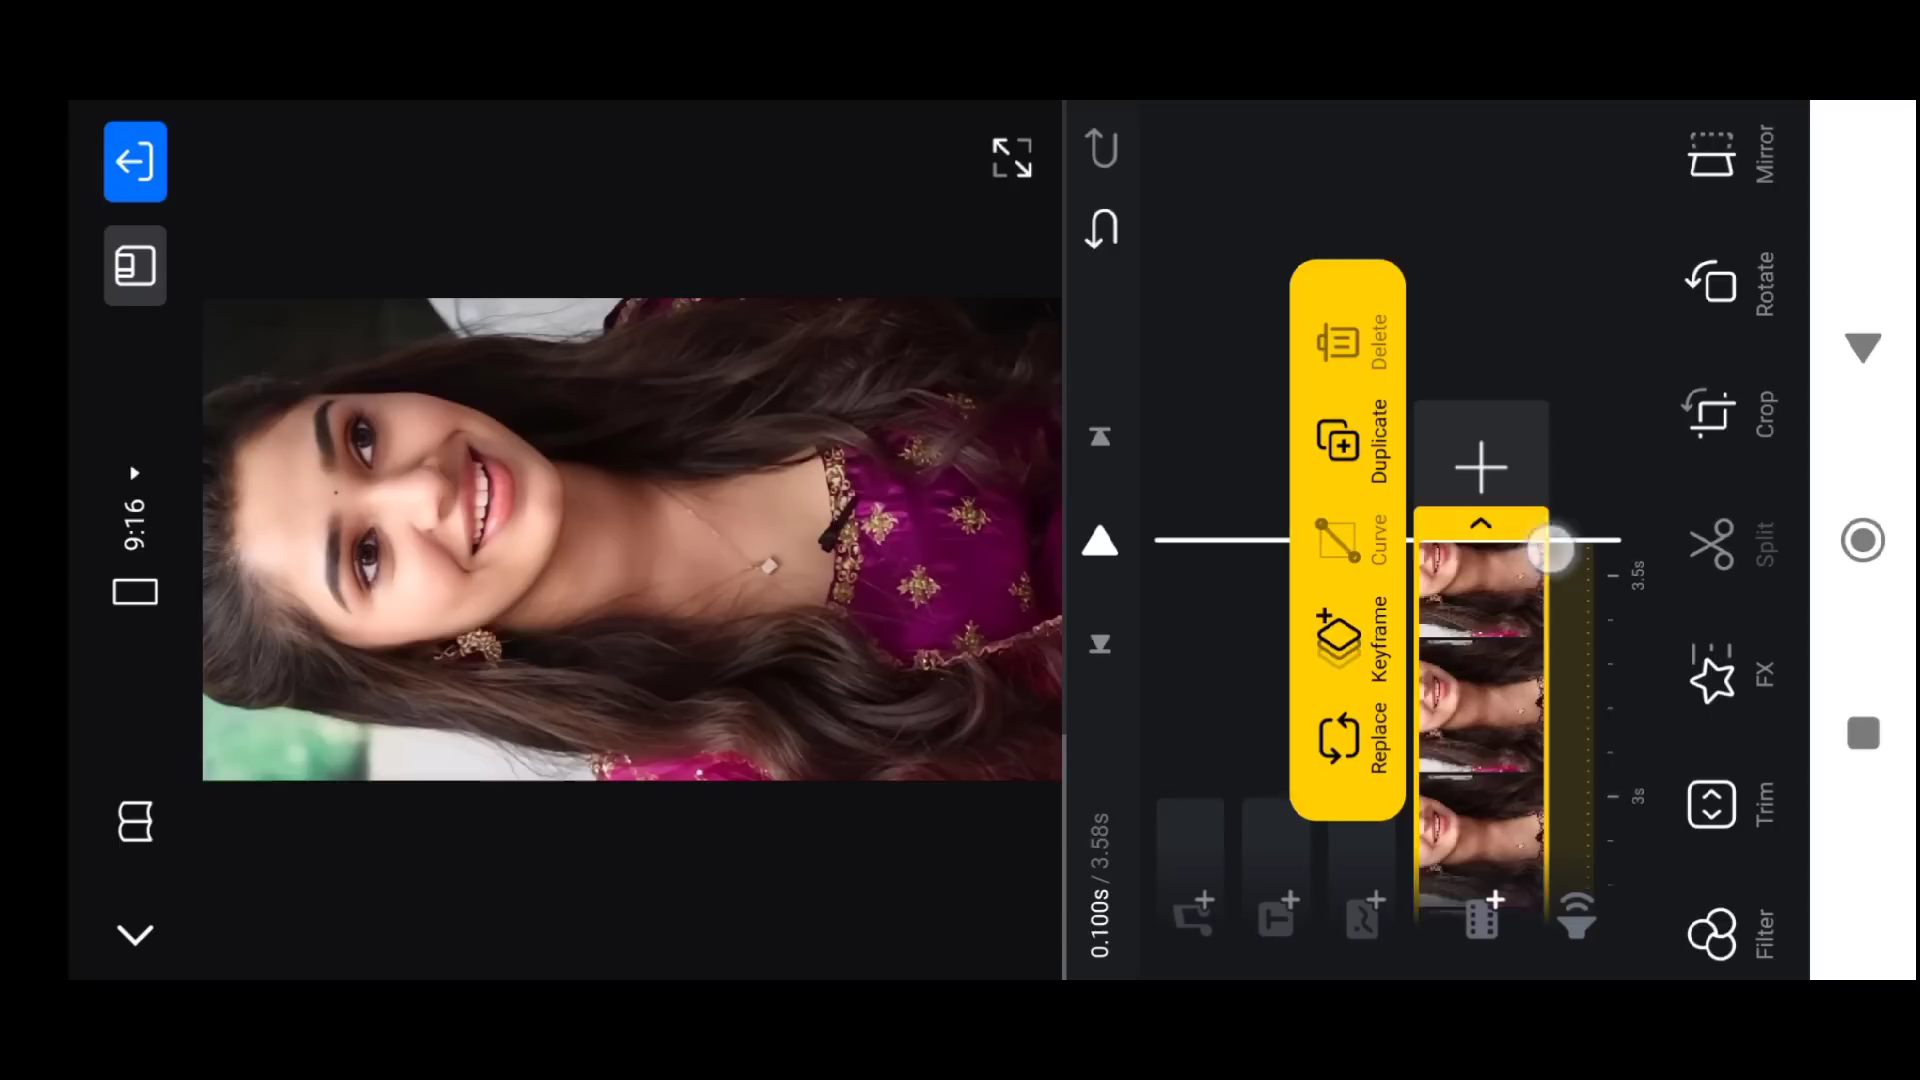 9:16
0.100s / 3.58s
Replace
Keyframe
Curve
Duplicate
Delete
3s
3.5s
Filter
Trim
FX
Split
Crop
Rotate
Mirror